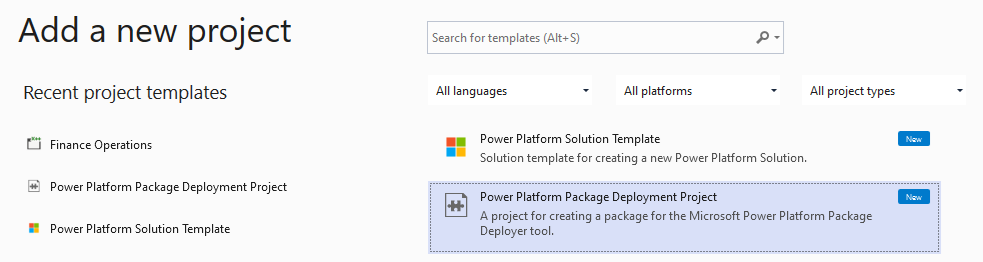 Add a new project
Search for templates (Alt+S)
Recent project templates
All languages
All platforms
All project types
Finance Operations
Power Platform Package Deployment Project
Power Platform Solution Template
Power Platform Solution Template
New
Solution template for creating a new Power Platform Solution.
Power Platform Package Deployment Project
New
A project for creating a package for the Microsoft Power Platform Package
Deployer tool.